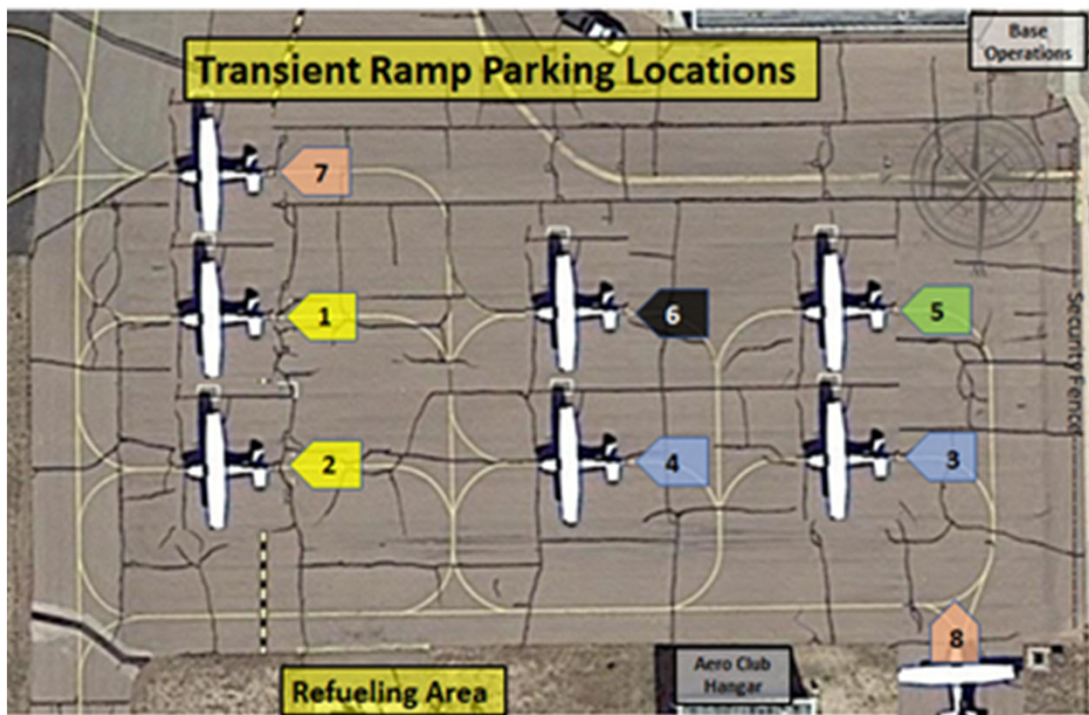 Base
Operations
Transient Ramp Parking Locations
7
1
6
5
Security Fence
2
4
3
8
Aero Club
Hangar
Refueling Area